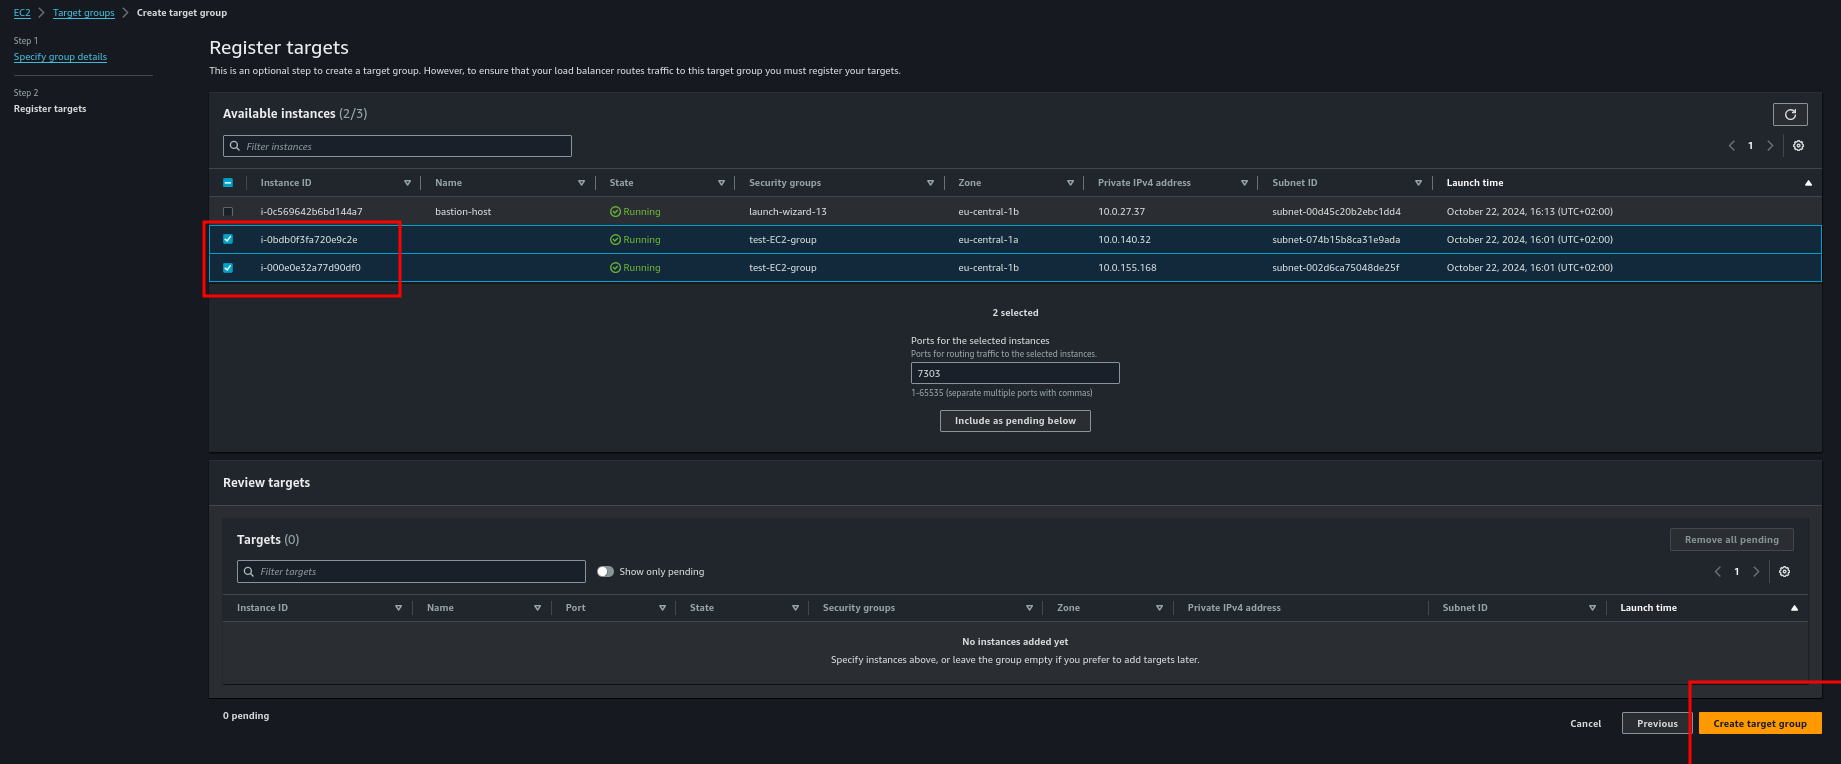 EC2 > Target groups > Create target group
Step 1
Specify group details
Step 2
Register targets
Register targets
This is an optional step to create a target group. However, to ensure that your load balancer routes traffic to this target group you must register your targets.
Available instances (2/3)
Filter instances
1
Instance ID Name State Security groups Zone Private IPv4 address Subnet ID Launch time
i-0c569642b6bd144a7 bastion-host Running launch-wizard-13 eu-central-1b 10.0.27.37 subnet-00d45c20b2ebc1dd4 October 22, 2024, 16:13 (UTC+02:00)
i-0bdb0f3fa720e9c2e Running test-EC2-group eu-central-1a 10.0.140.32 subnet-074b15b8ca31e9ada October 22, 2024, 16:01 (UTC+02:00)
i-000e0e32a77d90df0 Running test-EC2-group eu-central-1b 10.0.155.168 subnet-002d6ca75048de25f October 22, 2024, 16:01 (UTC+02:00)
2 selected
Ports for the selected instances
Ports for routing traffic to the selected instances.
7303
1-65535 (separate multiple ports with commas)
Include as pending below
Review targets
Targets (0)
Remove all pending
Filter targets
Show only pending
1
Instance ID Name Port State Security groups Zone Private IPv4 address Subnet ID Launch time
No instances added yet
Specify instances above, or leave the group empty if you prefer to add targets later.
0 pending
Cancel
Previous
Create target group